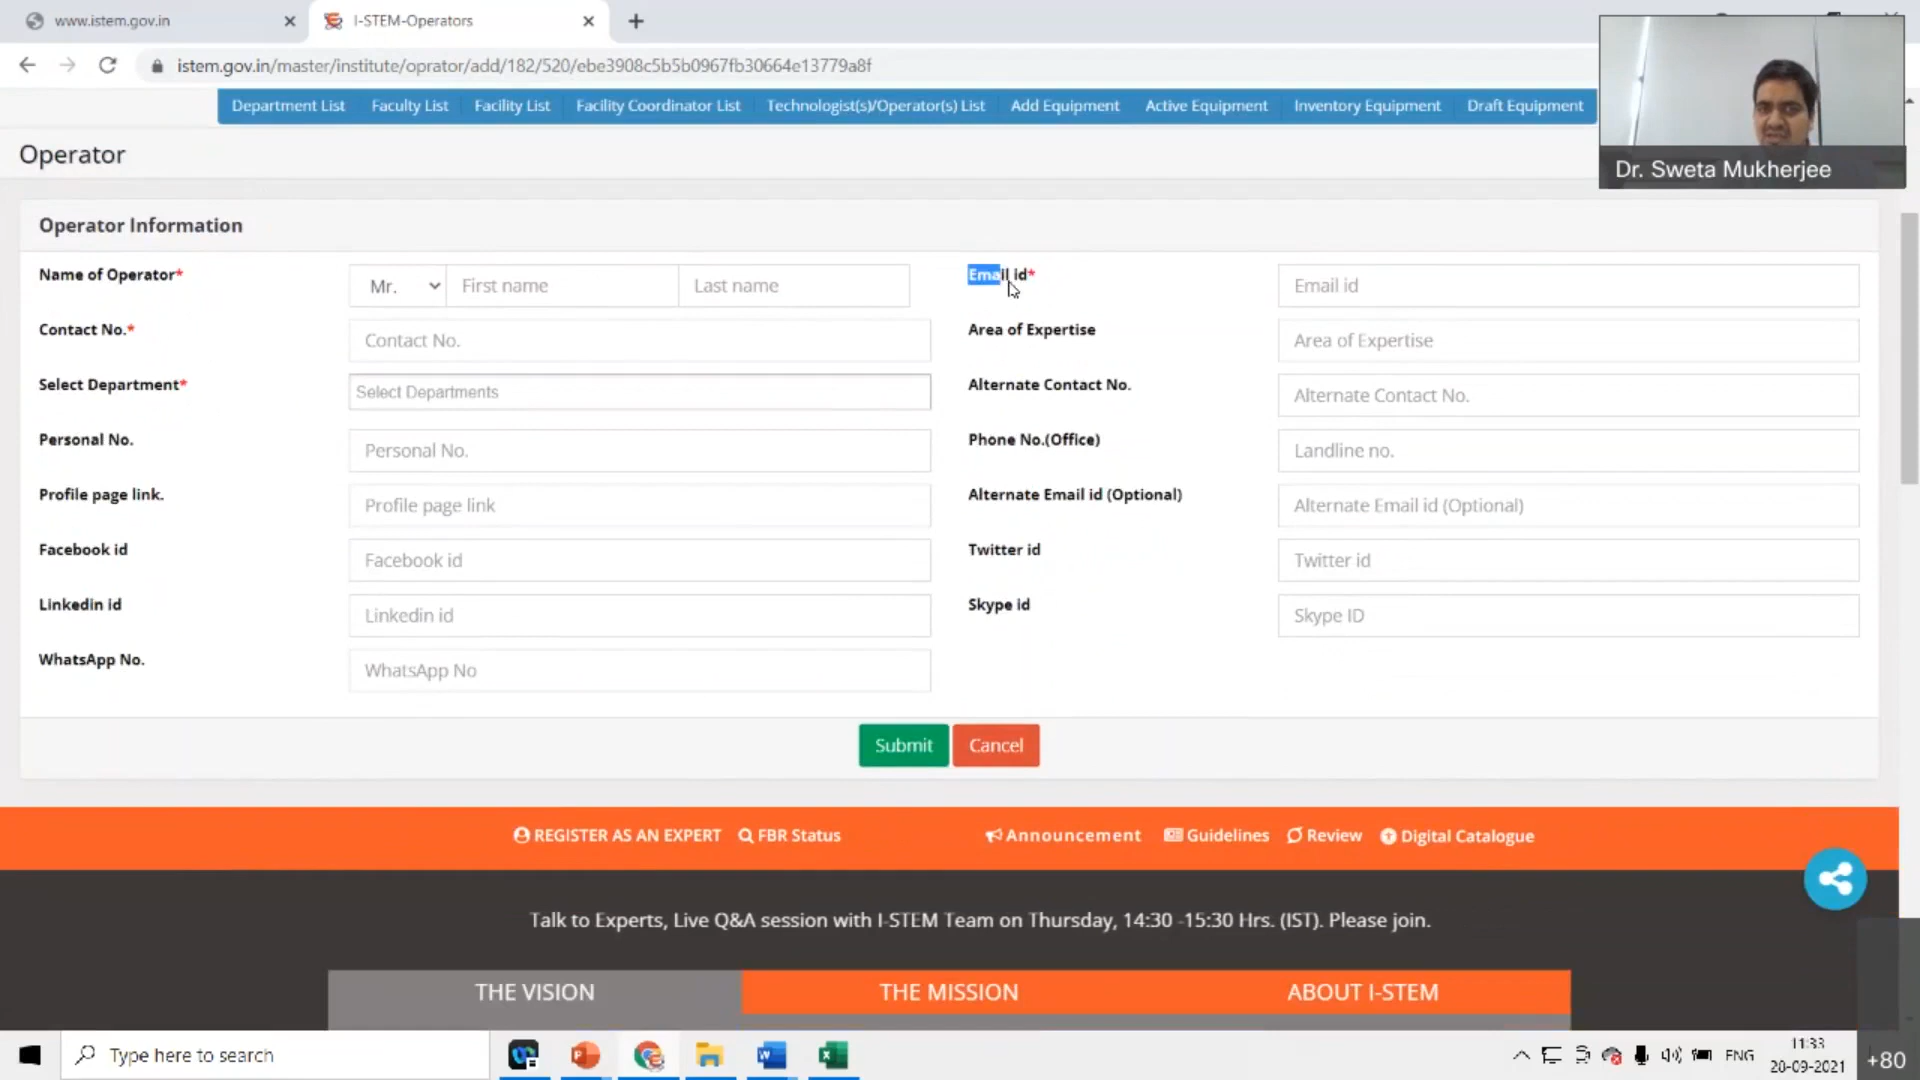 www.istem.gov.in
I-STEM-Operators
istem.gov.in/master/institute/oprator/add/182/520/ebe3908c5b5b0967fb30664e13779a8f
Department List Faculty List Facility List Facility Coordinator List Technologist(s)/Operator(s) List Add Equipment Active Equipment Inventory Equipment Draft Equipment
Dr. Sweta Mukherjee
Operator
Operator Information
Name of Operator* Mr. First name Last name Email id* Email id
Contact No.* Contact No. Area of Expertise Area of Expertise
Select Department* Select Departments Alternate Contact No. Alternate Contact No.
Personal No. Personal No. Phone No.(Office) Landline no.
Profile page link. Profile page link Alternate Email id (Optional) Alternate Email id (Optional)
Facebook id Facebook id Twitter id Twitter id
Linkedin id Linkedin id Skype id Skype ID
WhatsApp No. WhatsApp No
Submit Cancel
REGISTER AS AN EXPERT FBR Status Announcement Guidelines Review Digital Catalogue
Talk to Experts, Live Q&A session with I-STEM Team on Thursday, 14:30 -15:30 Hrs. (IST). Please join.
THE VISION THE MISSION ABOUT I-STEM
Type here to search
ENG
11:33
20-09-2021
+80